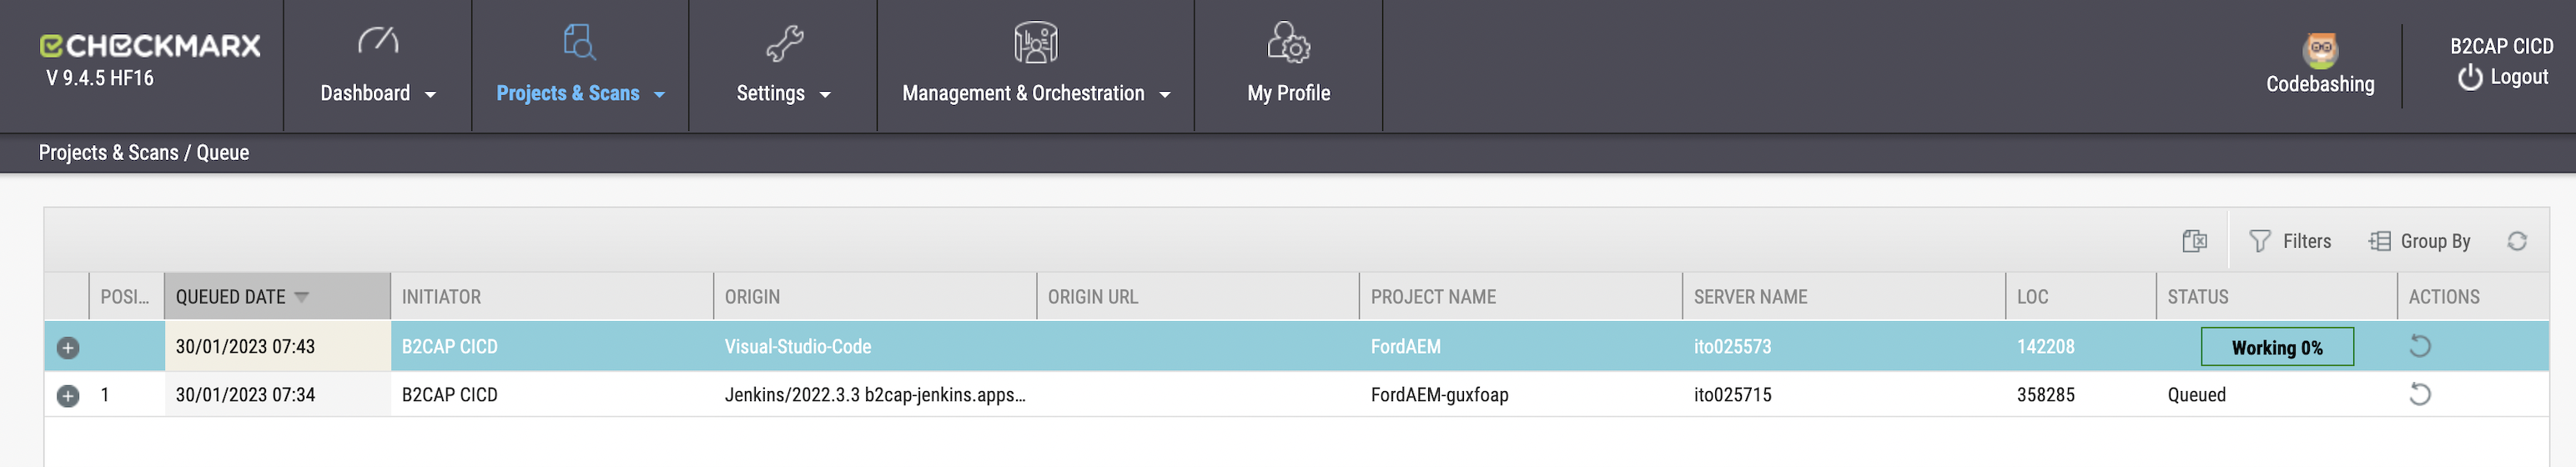 CHECKMARX
V 9.4.5 HF16
Dashboard
Projects & Scans
Settings
Management & Orchestration
My Profile
Codebashing
B2CAP CICD
Logout
Projects & Scans / Queue
Filters
Group By
POSI... QUEUED DATE INITIATOR ORIGIN ORIGIN URL PROJECT NAME SERVER NAME LOC STATUS ACTIONS
30/01/2023 07:43 B2CAP CICD Visual-Studio-Code FordAEM ito025573 142208 Working 0%
1 30/01/2023 07:34 B2CAP CICD Jenkins/2022.3.3 b2cap-jenkins.apps... FordAEM-guxfoap ito025715 358285 Queued